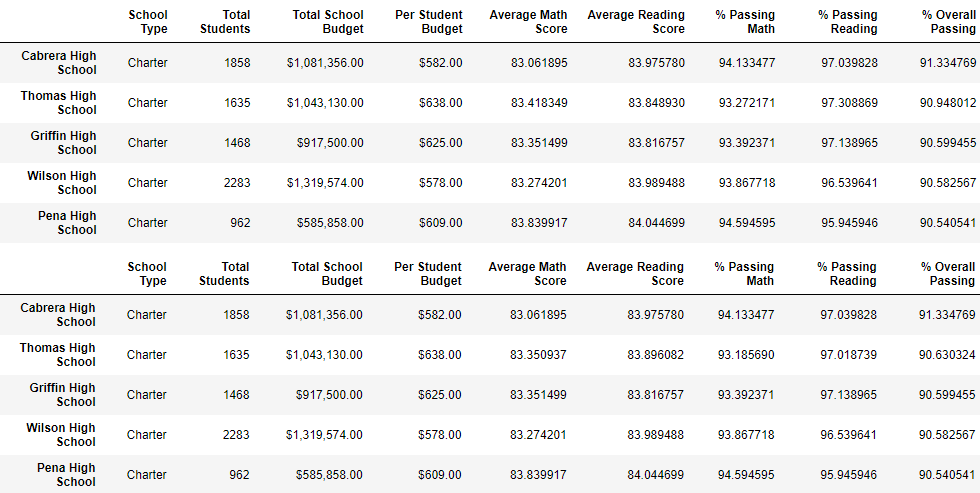 School Type Total Students Total School Budget Per Student Budget Average Math Score Average Reading Score % Passing Math % Passing Reading % Overall Passing
Cabrera High School Charter 1858 $1,081,356.00 $582.00 83.061895 83.975780 94.133477 97.039828 91.334769
Thomas High School Charter 1635 $1,043,130.00 $638.00 83.418349 83.848930 93.272171 97.308869 90.948012
Griffin High School Charter 1468 $917,500.00 $625.00 83.351499 83.816757 93.392371 97.138965 90.599455
Wilson High School Charter 2283 $1,319,574.00 $578.00 83.274201 83.989488 93.867718 96.539641 90.582567
Pena High School Charter 962 $585,858.00 $609.00 83.839917 84.044699 94.594595 95.945946 90.540541
School Type Total Students Total School Budget Per Student Budget Average Math Score Average Reading Score % Passing Math % Passing Reading % Overall Passing
Cabrera High School Charter 1858 $1,081,356.00 $582.00 83.061895 83.975780 94.133477 97.039828 91.334769
Thomas High School Charter 1635 $1,043,130.00 $638.00 83.350937 83.896082 93.185690 97.018739 90.630324
Griffin High School Charter 1468 $917,500.00 $625.00 83.351499 83.816757 93.392371 97.138965 90.599455
Wilson High School Charter 2283 $1,319,574.00 $578.00 83.274201 83.989488 93.867718 96.539641 90.582567
Pena High School Charter 962 $585,858.00 $609.00 83.839917 84.044699 94.594595 95.945946 90.540541